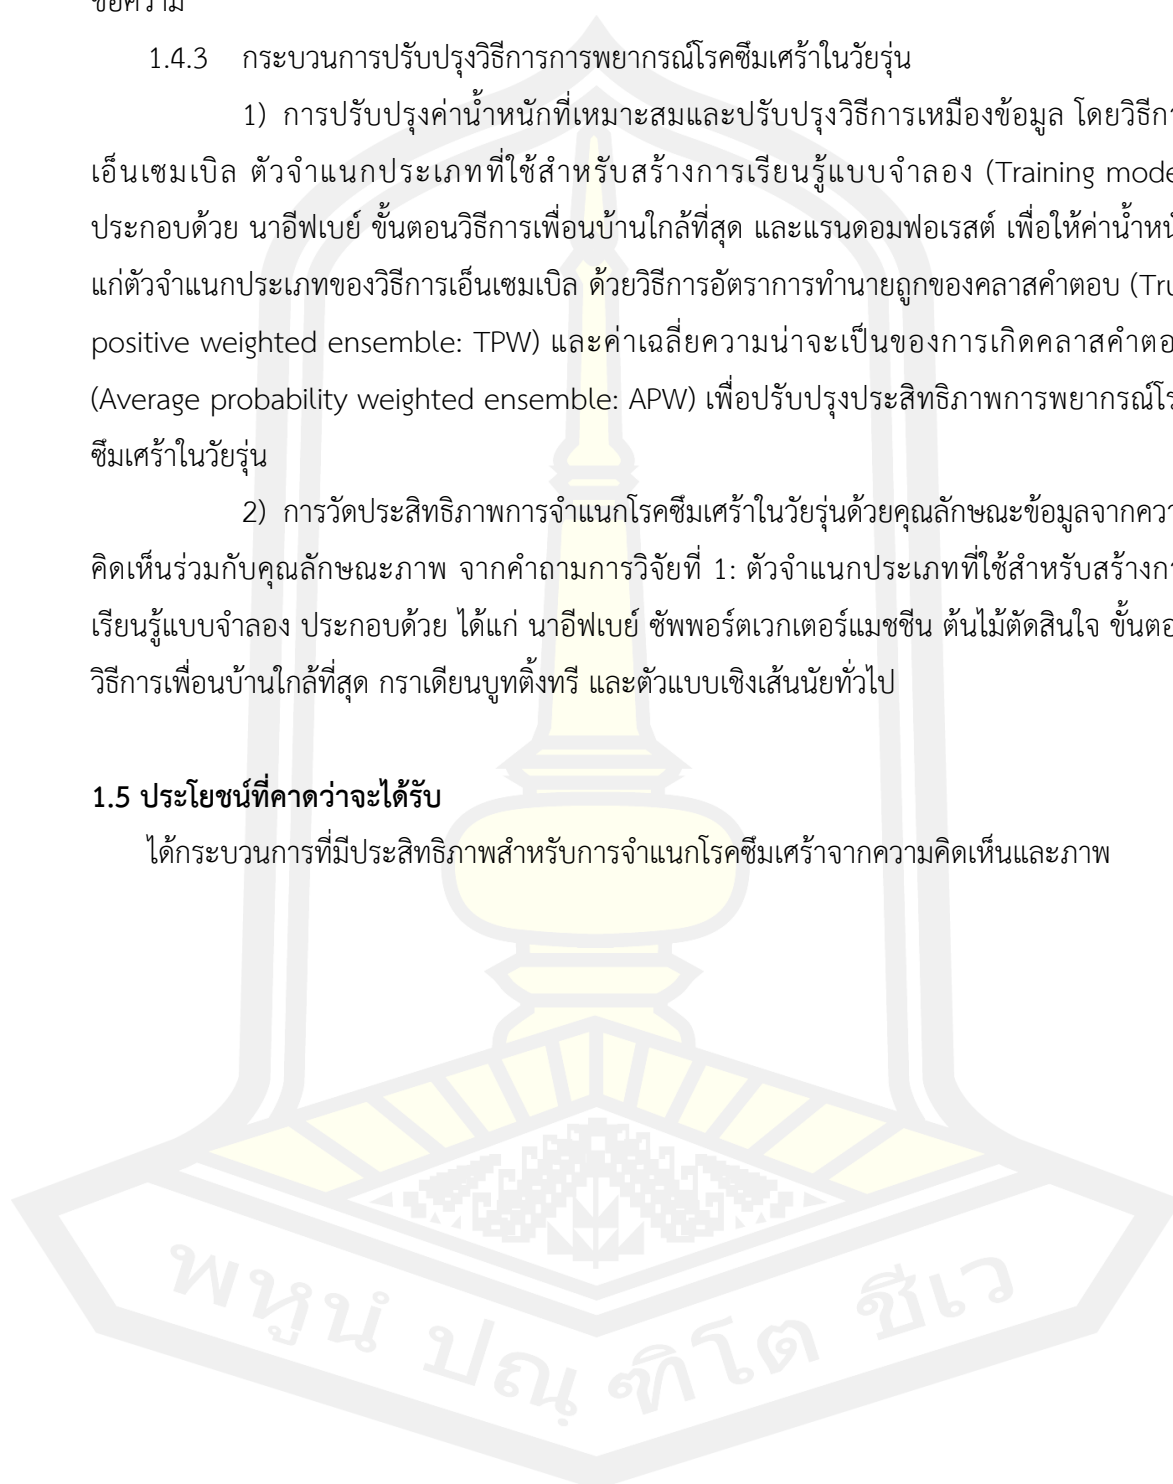 1.4.3 กระบวนการปรับปรุงวิธีการการพยากรณ์โรคซึมเศร้าในวัยรุ่น
1) การปรับปรุงค่าน้ำหนักที่เหมาะสมและปรับปรุงวิธีการเหมืองข้อมูล โดยวิธีกา
เอ็นเซมเบิล ตัวจำแนกประเภทที่ใช้สำหรับสร้างการเรียนรู้แบบจำลอง (Training mode
ประกอบด้วย นาอีฟเบย์ ขั้นตอนวิธีการเพื่อนบ้านใกล้ที่สุด และแรนดอมฟอเรสต์ เพื่อให้ค่าน้ำหนั
แก่ตัวจำแนกประเภทของวิธีการเอ็นเซมเบิล ด้วยวิธีการอัตราการทำนายถูกของคลาสคำตอบ (Tru
positive weighted ensemble: TPW) และค่าเฉลี่ยความน่าจะเป็นของการเกิดคลาสคำตอ
(Average probability weighted ensemble: APW) เพื่อปรับปรุงประสิทธิภาพการพยากรณ์โร
ซึมเศร้าในวัยรุ่น
2) การวัดประสิทธิภาพการจำแนกโรคซึมเศร้าในวัยรุ่นด้วยคุณลักษณะข้อมูลจากควา
คิดเห็นร่วมกับคุณลักษณะภาพ จากคำถามการวิจัยที่ 1: ตัวจำแนกประเภทที่ใช้สำหรับสร้างกา
เรียนรู้แบบจำลอง ประกอบด้วย ได้แก่ นาอีฟเบย์ ซัพพอร์ตเวกเตอร์แมชชีน ต้นไม้ตัดสินใจ ขั้นตอ
วิธีการเพื่อนบ้านใกล้ที่สุด กราเดียนบูทติ้งทรี และตัวแบบเชิงเส้นนัยทั่วไป
1.5 ประโยชน์ที่คาดว่าจะได้รับ
ได้กระบวนการที่มีประสิทธิภาพสำหรับการจำแนกโรคซึมเศร้าจากความคิดเห็นและภาพ
พหูนํ ปณฺฑิโต ชีเว